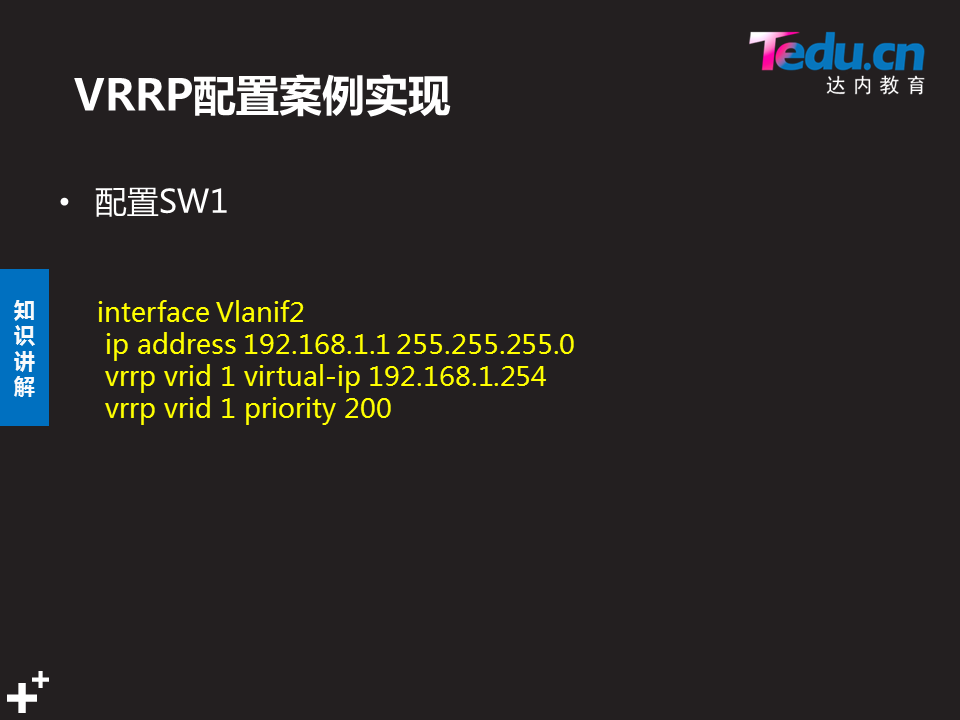 Tedu.cn
达内教育
VRRP配置案例实现
• 配置SW1
知识讲解
interface Vlanif2
ip address 192.168.1.1 255.255.255.0
vrrp vrid 1 virtual-ip 192.168.1.254
vrrp vrid 1 priority 200